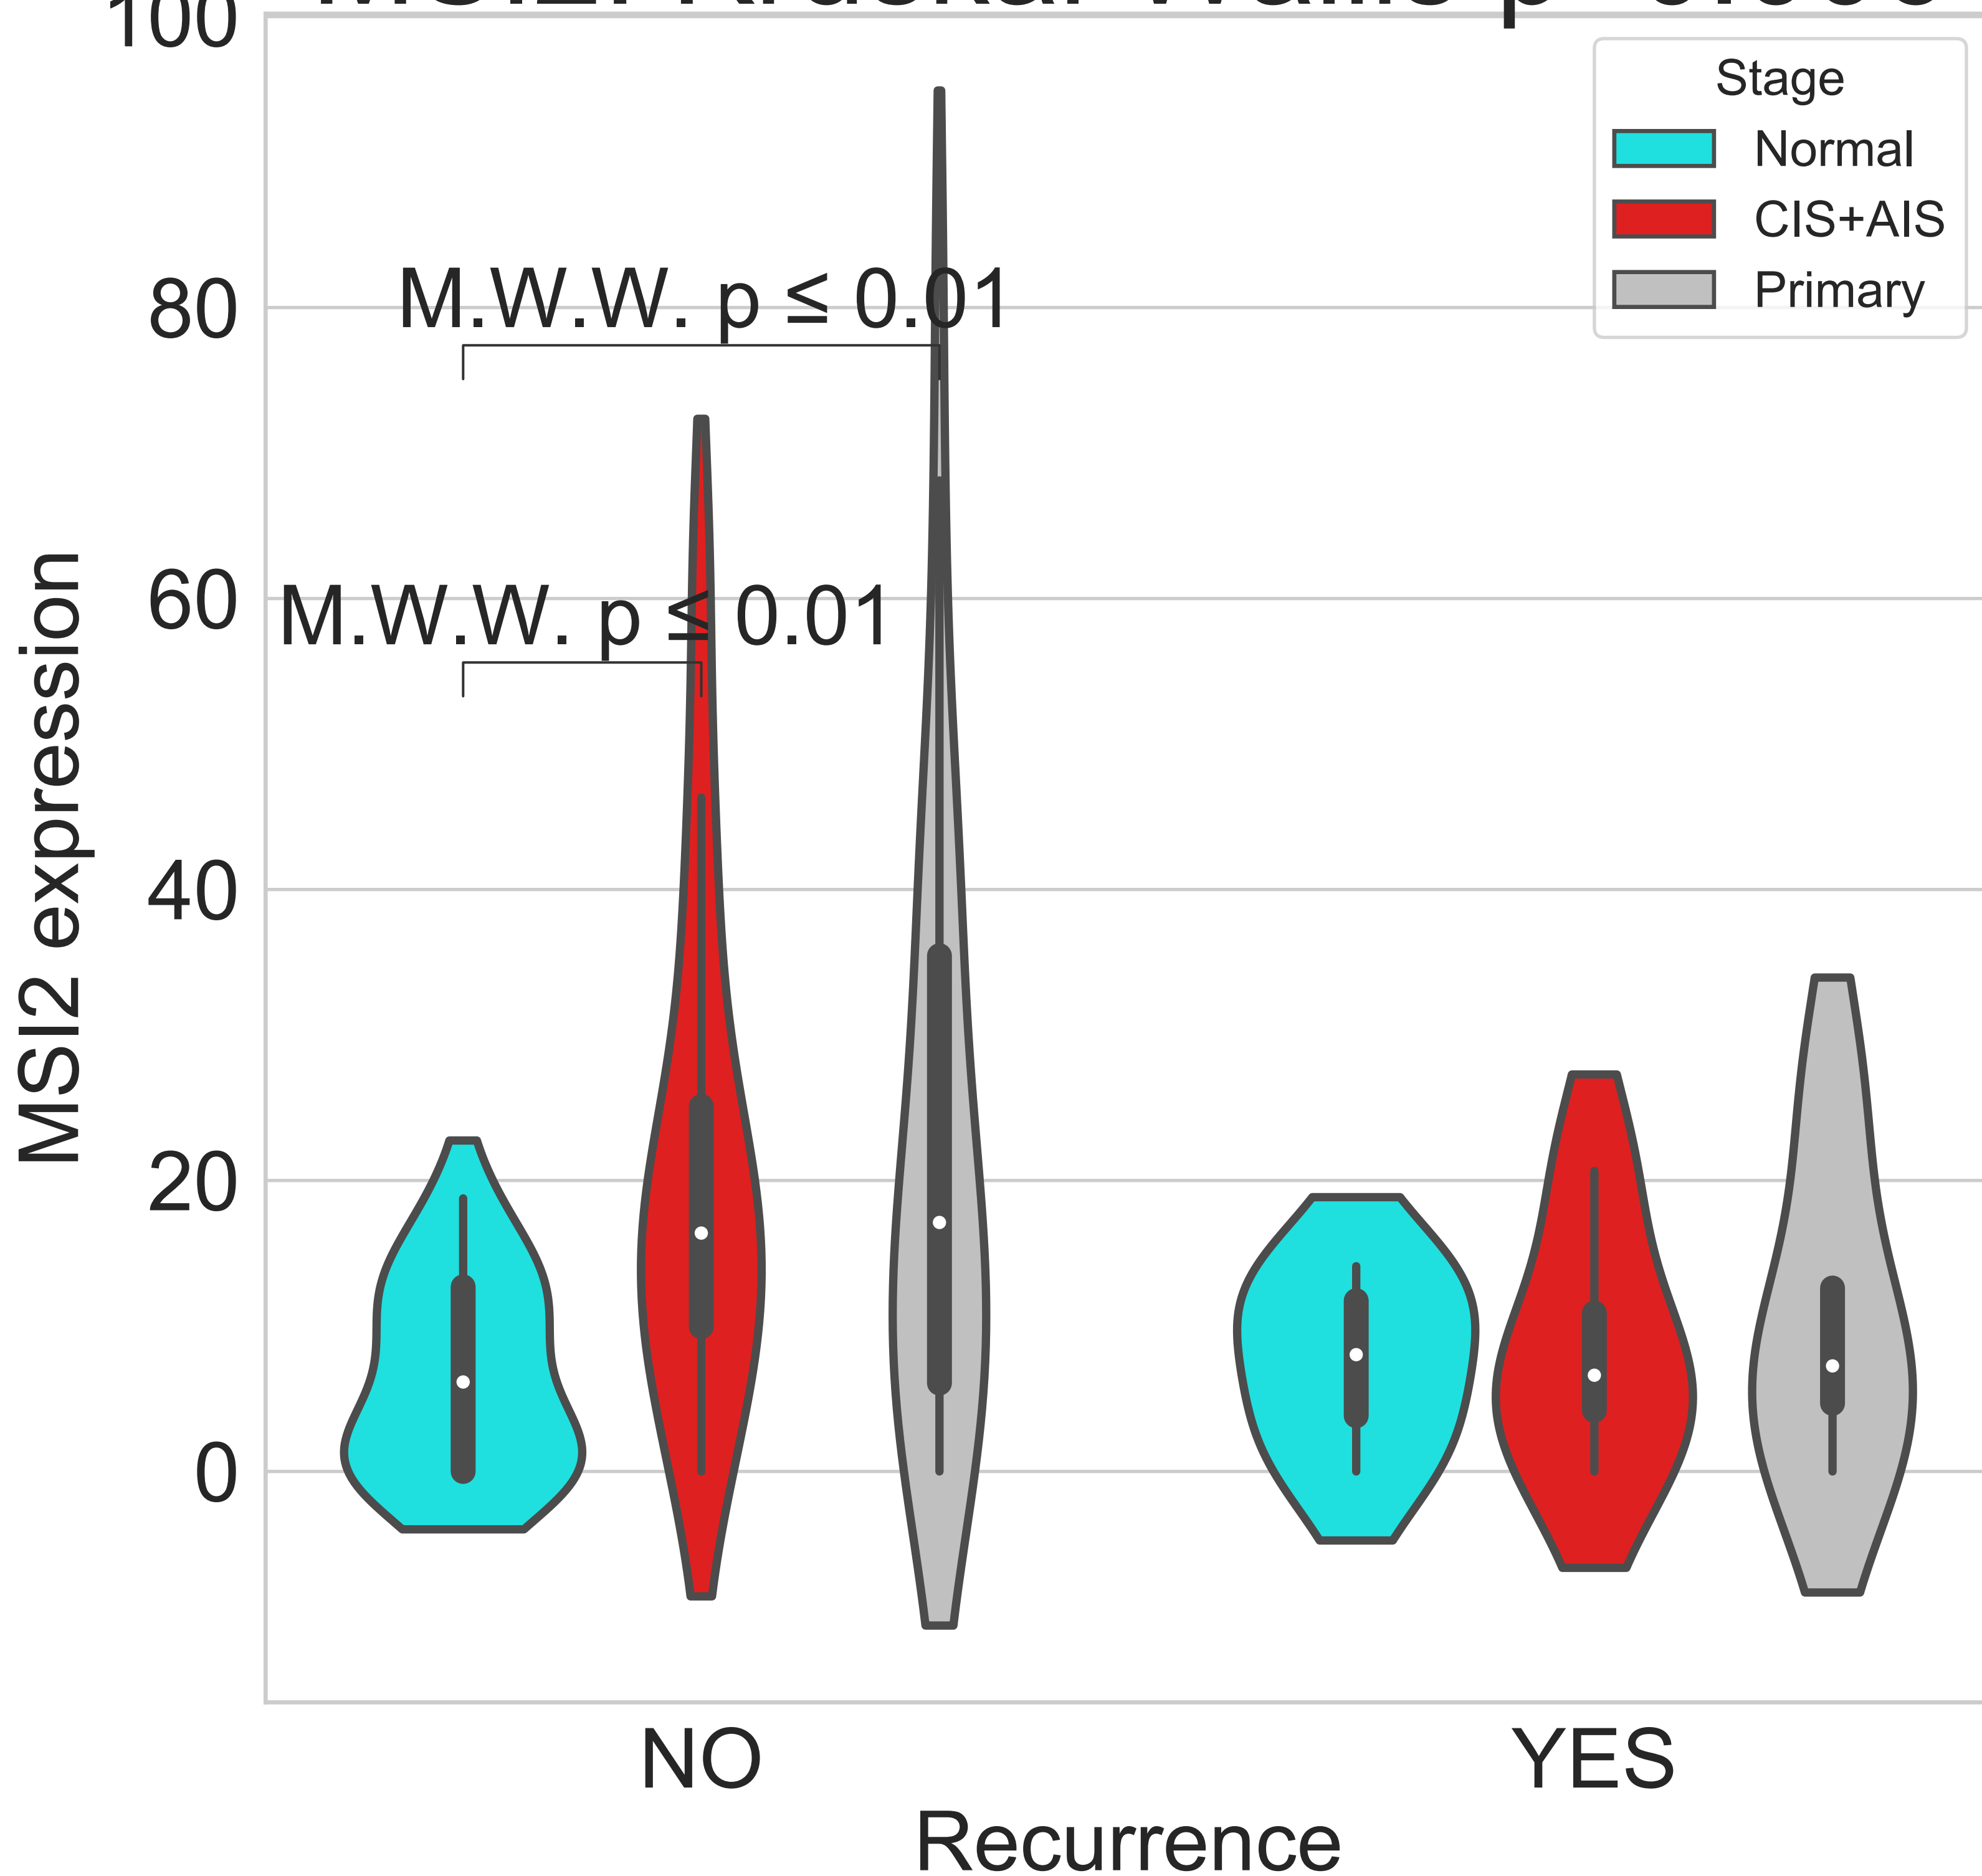 100
80
60
40
20
0
MSI2 expression
Stage
Normal
CIS+AIS
Primary
M.W.W. p ≤ 0.01
M.W.W. p ≤ 0.01
NO
YES
Recurrence